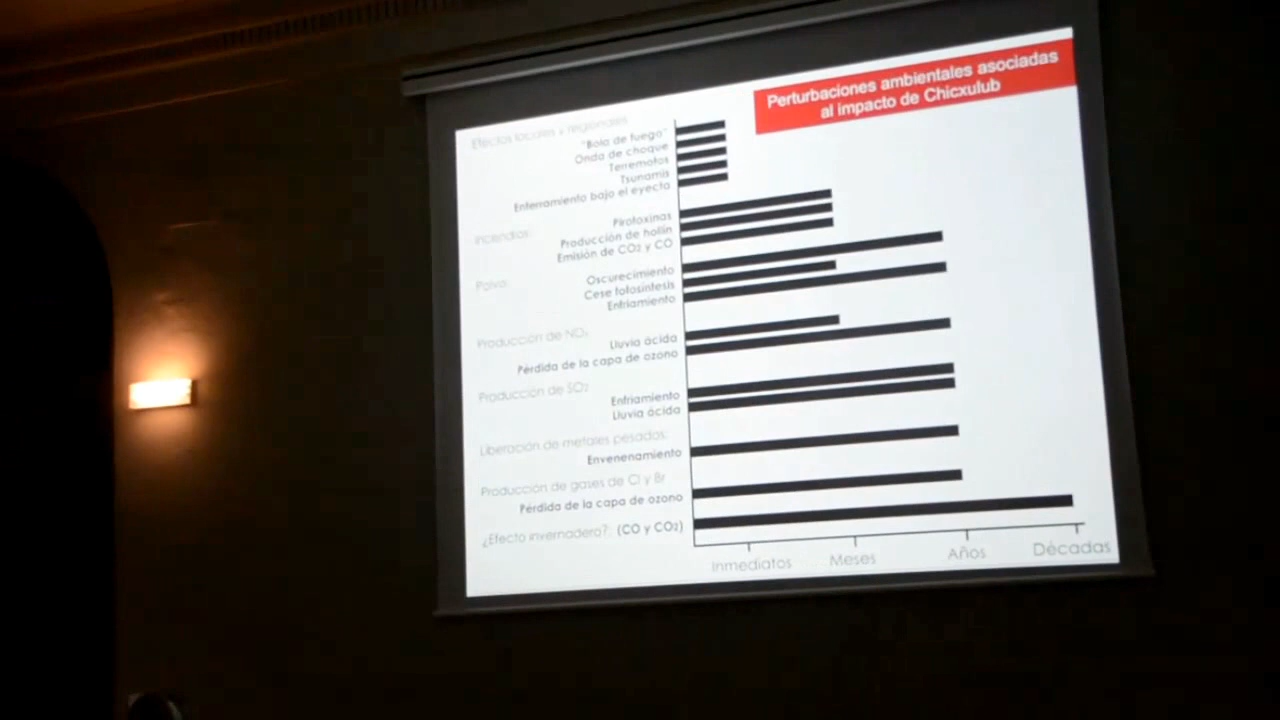 Perturbaciones ambientales asociadas
al impacto de Chicxulub
Efectos locales y regionales
"Bola de fuego"
Onda de choque
Terremotos
Tsunamis
Enterramiento bajo el eyecta
Incendios:
Pirotoxinas
Producción de hollín
Emisión de CO2 y CO
Polvo:
Oscurecimiento
Cese fotosíntesis
Enfriamiento
Producción de NOx
Lluvia ácida
Pérdida de la capa de ozono
Producción de SO2
Enfriamiento
Lluvia ácida
Liberación de metales pesados:
Envenenamiento
Producción de gases de Cl y Br
Pérdida de la capa de ozono
¿Efecto invernadero?: (CO y CO2)
Inmediatos Meses Años Décadas